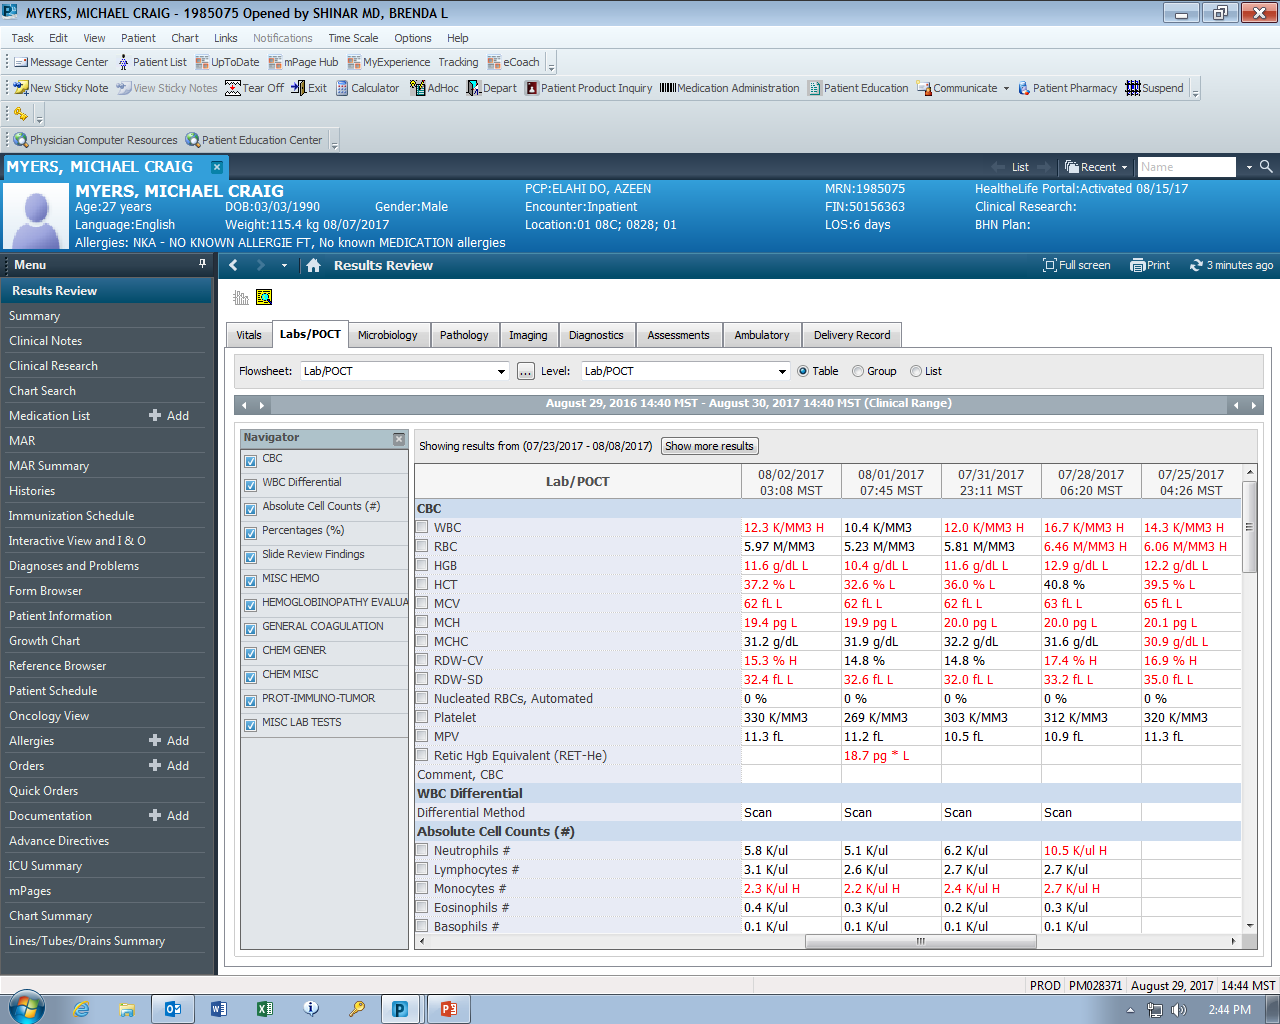 MYERS, MICHAEL CRAIG - 1985075 Opened by SHINAR MD, BRENDA L
Task Edit View Patient Chart Links Notifications Time Scale Options Help
Message Center Patient List UpToDate mPage Hub MyExperience Tracking eCoach
New Sticky Note View Sticky Notes Tear Off Exit Calculator AdHoc Depart Patient Product Inquiry Medication Administration Patient Education Communicate Patient Pharmacy Suspend
Physician Computer Resources Patient Education Center
MYERS, MICHAEL CRAIG List Recent Name
MYERS, MICHAEL CRAIG PCP:ELAHI DO, AZEEN MRN:1985075 HealtheLife Portal:Activated 08/15/17
Age:27 years DOB:03/03/1990 Gender:Male Encounter:Inpatient FIN:50156363 Clinical Research:
Language:English Weight:115.4 kg 08/07/2017 Location:01 08C; 0828; 01 LOS:6 days BHN Plan:
Allergies: NKA - NO KNOWN ALLERGIE FT, No known MEDICATION allergies
Menu
Results Review
Summary
Clinical Notes
Clinical Research
Chart Search
Medication List Add
MAR
MAR Summary
Histories
Immunization Schedule
Interactive View and I & O
Diagnoses and Problems
Form Browser
Patient Information
Growth Chart
Reference Browser
Patient Schedule
Oncology View
Allergies Add
Orders Add
Quick Orders
Documentation Add
Advance Directives
ICU Summary
mPages
Chart Summary
Lines/Tubes/Drains Summary
Results Review Full screen Print 3 minutes ago
Vitals Labs/POCT Microbiology Pathology Imaging Diagnostics Assessments Ambulatory Delivery Record
Flowsheet: Lab/POCT ... Level: Lab/POCT Table Group List
August 29, 2016 14:40 MST - August 30, 2017 14:40 MST (Clinical Range)
Navigator
CBC
WBC Differential
Absolute Cell Counts (#)
Percentages (%)
Slide Review Findings
MISC HEMO
HEMOGLOBINOPATHY EVALUA
GENERAL COAGULATION
CHEM GENER
CHEM MISC
PROT-IMMUNO-TUMOR
MISC LAB TESTS
Showing results from (07/23/2017 - 08/08/2017) Show more results
Lab/POCT 08/02/2017 08/01/2017 07/31/2017 07/28/2017 07/25/2017
03:08 MST 07:45 MST 23:11 MST 06:20 MST 04:26 MST
CBC
WBC 12.3 K/MM3 H 10.4 K/MM3 12.0 K/MM3 H 16.7 K/MM3 H 14.3 K/MM3 H
RBC 5.97 M/MM3 5.23 M/MM3 5.81 M/MM3 6.46 M/MM3 H 6.06 M/MM3 H
HGB 11.6 g/dL L 10.4 g/dL L 11.6 g/dL L 12.9 g/dL L 12.2 g/dL L
HCT 37.2 % L 32.6 % L 36.0 % L 40.8 % 39.5 % L
MCV 62 fL L 62 fL L 62 fL L 63 fL L 65 fL L
MCH 19.4 pg L 19.9 pg L 20.0 pg L 20.0 pg L 20.1 pg L
MCHC 31.2 g/dL 31.9 g/dL 32.2 g/dL 31.6 g/dL 30.9 g/dL L
RDW-CV 15.3 % H 14.8 % 14.8 % 17.4 % H 16.9 % H
RDW-SD 32.4 fL L 32.6 fL L 32.0 fL L 33.2 fL L 35.0 fL L
Nucleated RBCs, Automated 0 % 0 % 0 % 0 % 0 %
Platelet 330 K/MM3 269 K/MM3 303 K/MM3 312 K/MM3 320 K/MM3
MPV 11.3 fL 11.2 fL 10.5 fL 10.9 fL 11.3 fL
Retic Hgb Equivalent (RET-He) 18.7 pg * L
Comment, CBC
WBC Differential
Differential Method Scan Scan Scan Scan
Absolute Cell Counts (#)
Neutrophils # 5.8 K/ul 5.1 K/ul 6.2 K/ul 10.5 K/ul H
Lymphocytes # 3.1 K/ul 2.6 K/ul 2.7 K/ul 2.7 K/ul
Monocytes # 2.3 K/ul H 2.2 K/ul H 2.4 K/ul H 2.7 K/ul H
Eosinophils # 0.4 K/ul 0.3 K/ul 0.2 K/ul 0.3 K/ul
Basophils # 0.1 K/ul 0.1 K/ul 0.1 K/ul 0.1 K/ul
PROD PM028371 August 29, 2017 14:44 MST
2:44 PM